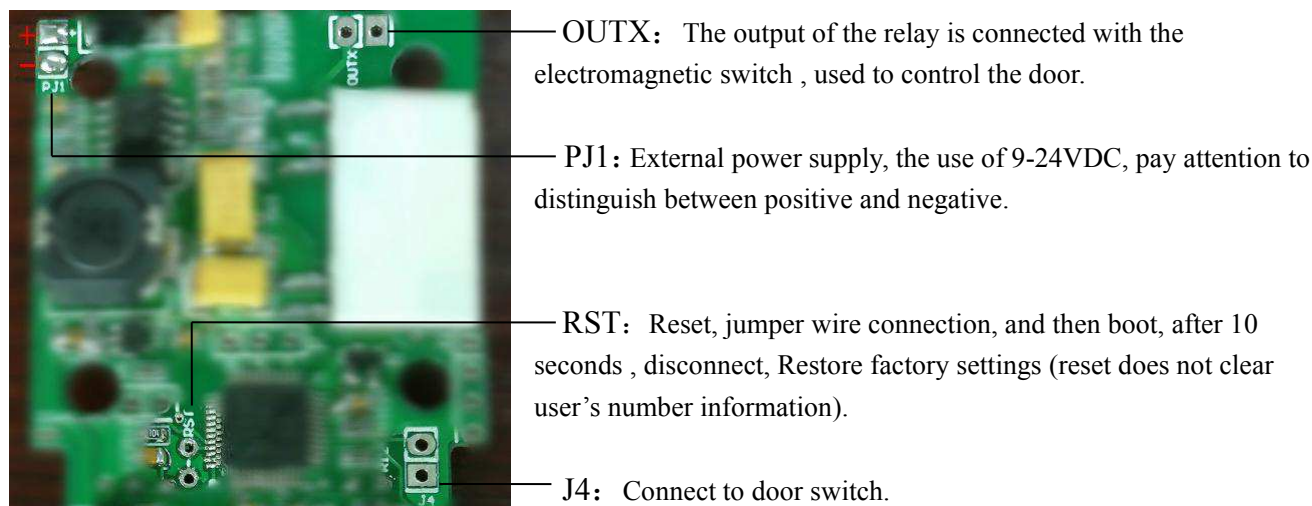 +
-
PJ1
OUTX
OUTX： The output of the relay is connected with the
electromagnetic switch , used to control the door.
PJ1：External power supply, the use of 9-24VDC, pay attention to
distinguish between positive and negative.
RST：Reset, jumper wire connection, and then boot, after 10
seconds , disconnect, Restore factory settings (reset does not clear
user’s number information).
RST
104
J4
J4：Connect to door switch.